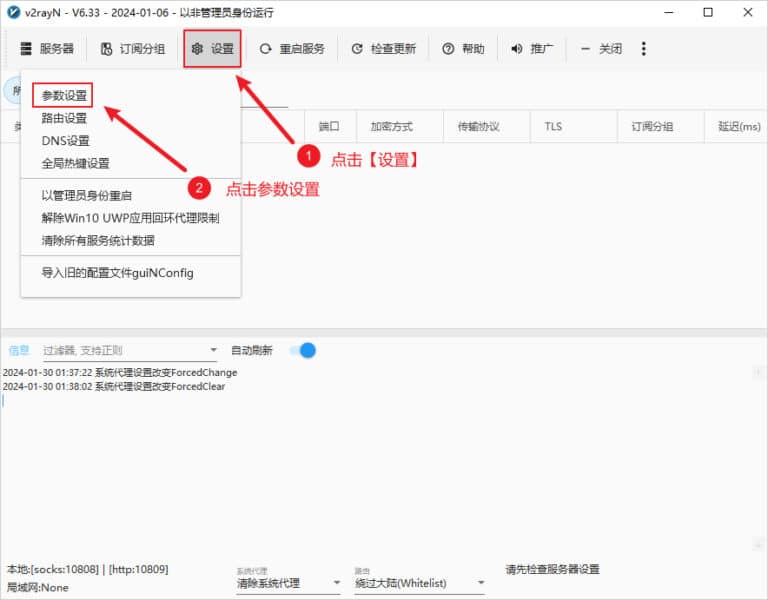 v2rayN - V6.33 - 2024-01-06 - 以非管理员身份运行
服务器 订阅分组 设置 重启服务 检查更新 帮助 推广 关闭
参数设置
路由设置
DNS设置
全局热键设置
以管理员身份重启
解除Win10 UWP应用回环代理限制
清除所有服务统计数据
导入旧的配置文件guiNConfig
端口 加密方式 传输协议 TLS 订阅分组 延迟(ms)
1 点击【设置】
2 点击参数设置
信息 过滤器, 支持正则 自动刷新
2024-01-30 01:37:22 系统代理设置改变ForcedChange
2024-01-30 01:38:02 系统代理设置改变ForcedClear
本地:[socks:10808] | [http:10809]
局域网:None
系统代理
清除系统代理
路由
绕过大陆(Whitelist)
请先检查服务器设置